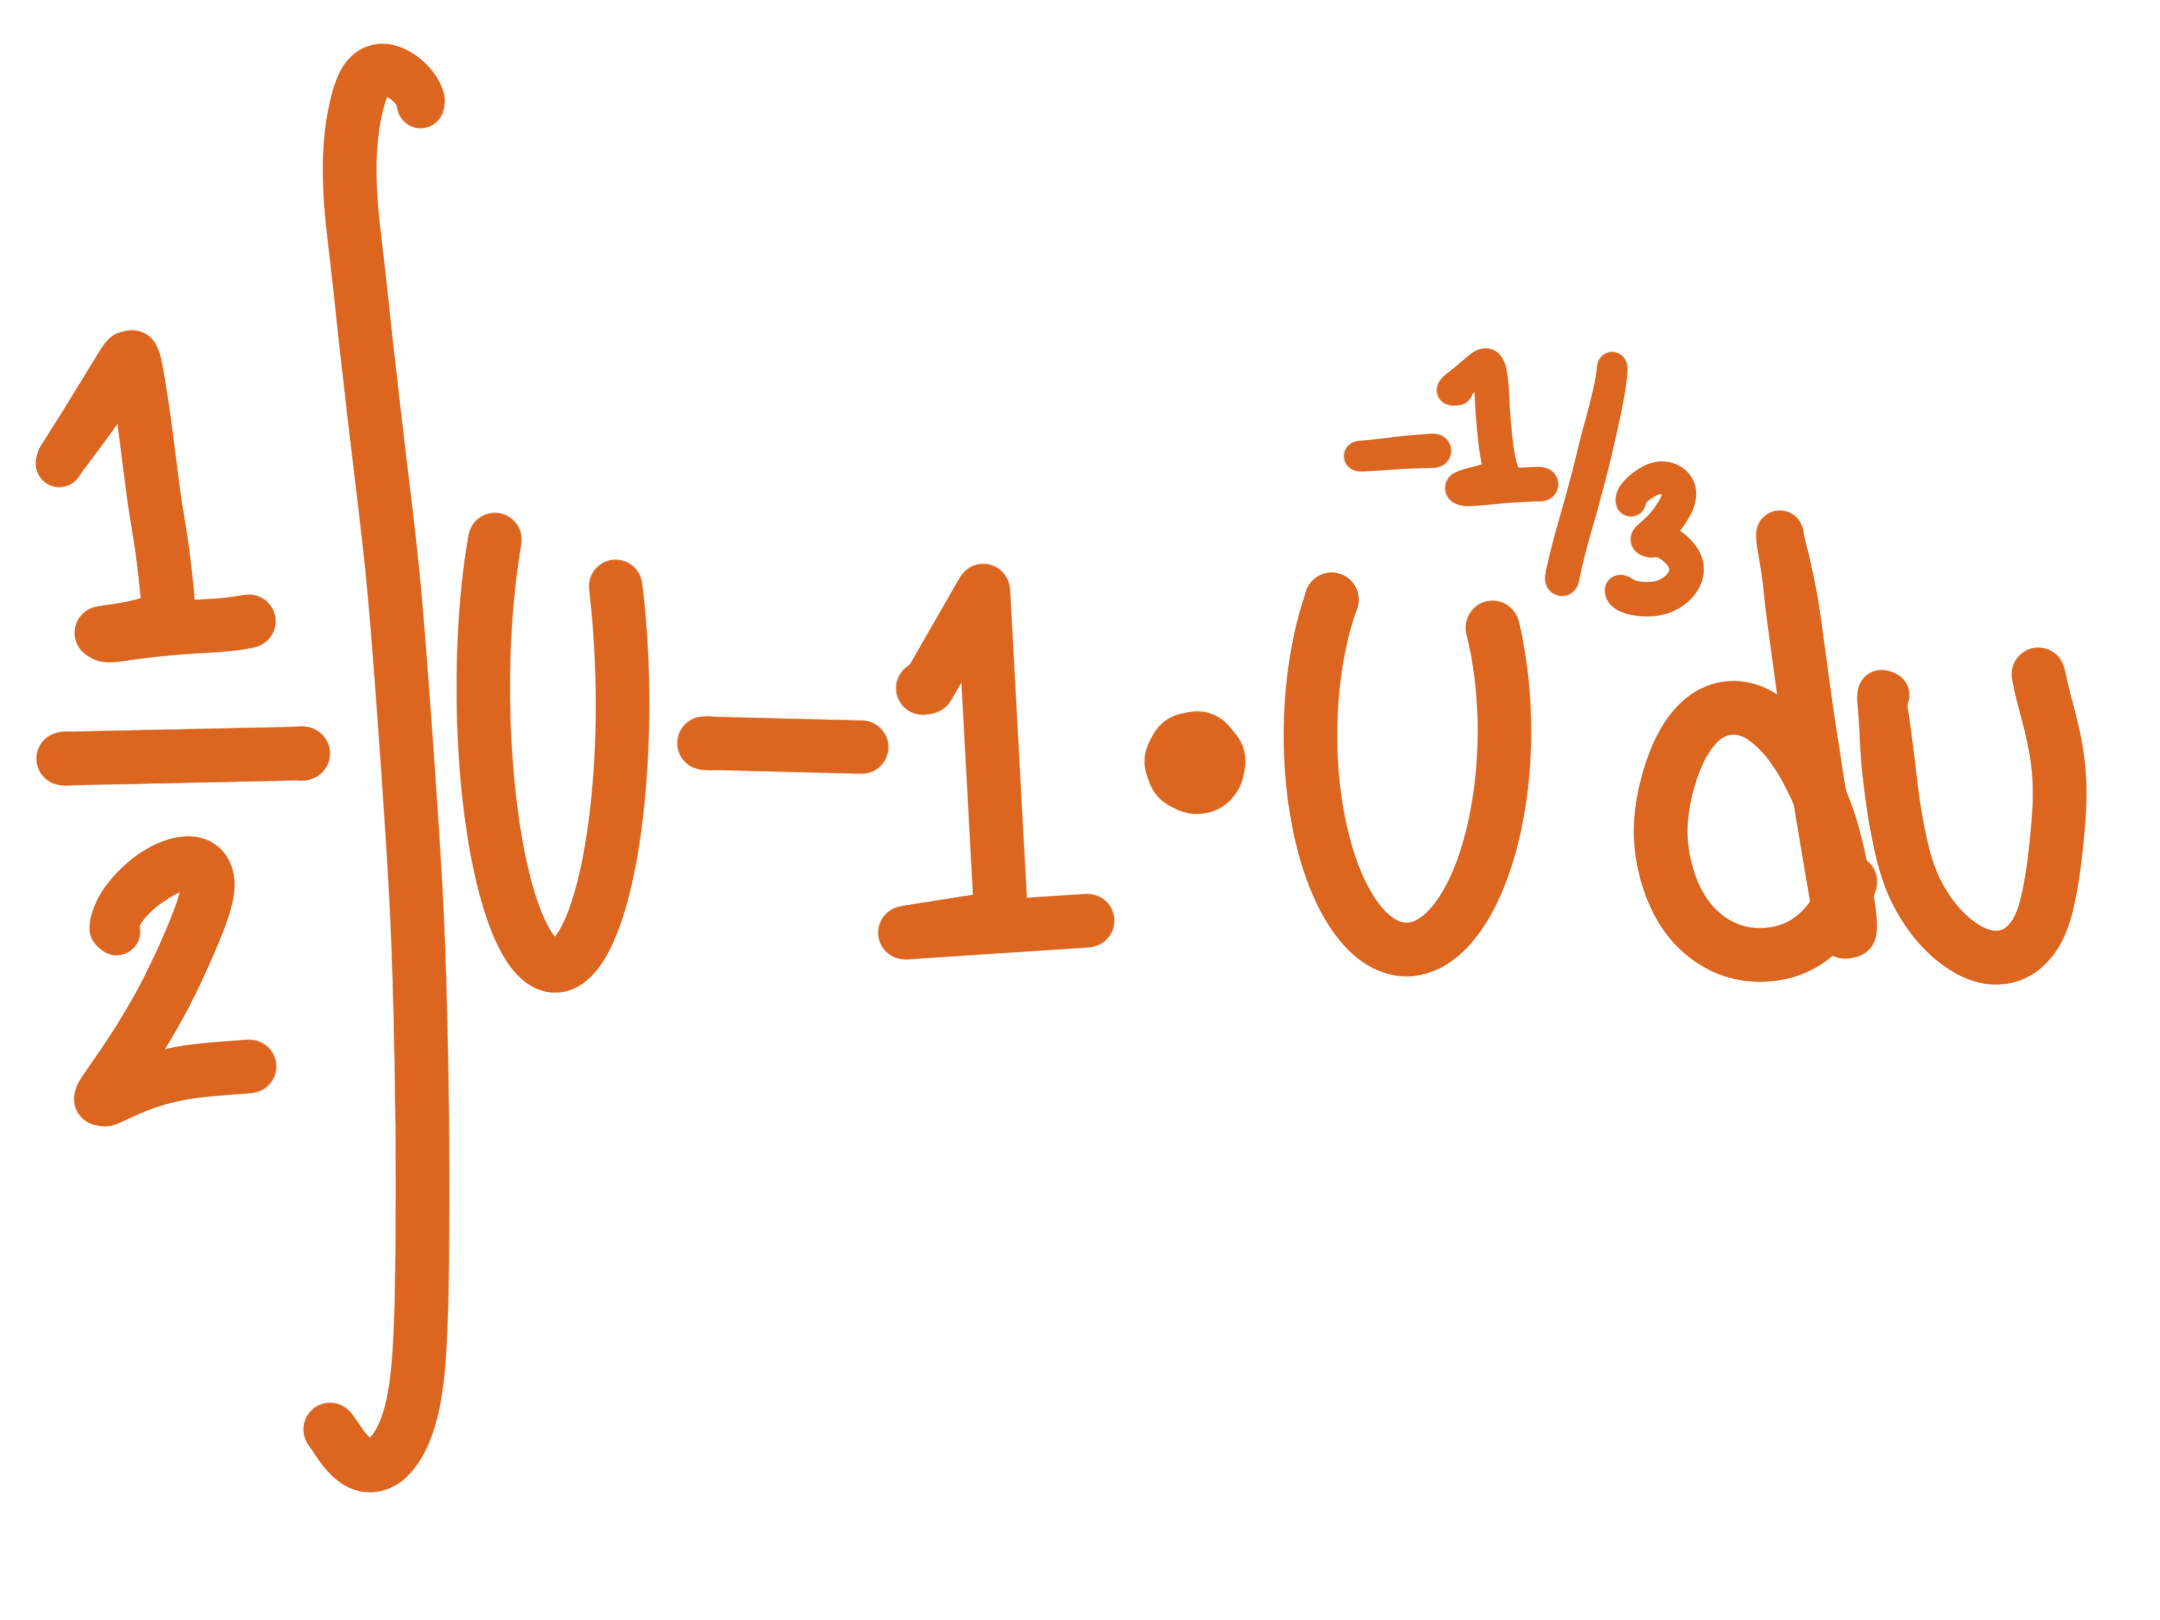 1/2 ∫ u - 1 · u^(-1/3) du